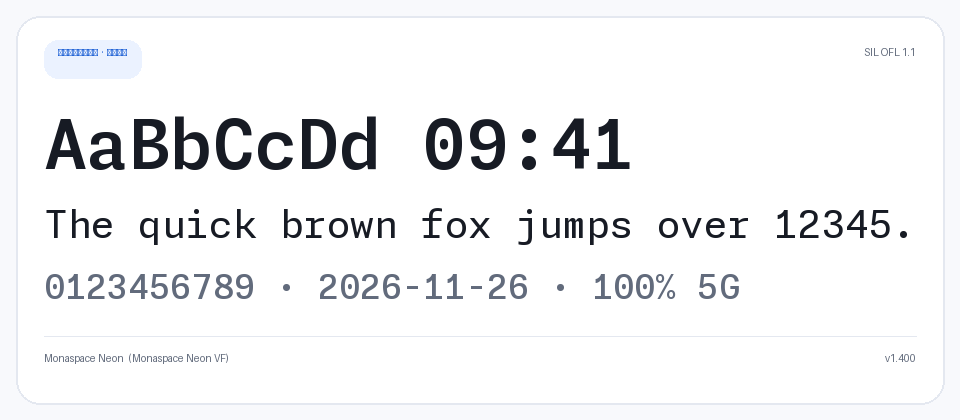 SIL OFL 1.1
AaBbCcDd 09:41
The quick brown fox jumps over 12345.
0123456789 · 2026-11-26 · 100% 5G
Monaspace Neon (Monaspace Neon VF)
v1.400